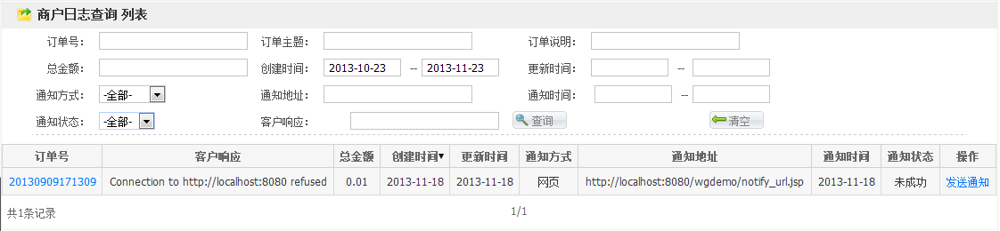 商户日志查询 列表
订单号： 订单主题： 订单说明：
总金额： 创建时间： 2013-10-23 -- 2013-11-23 更新时间： --
通知方式： -全部- 通知地址： 通知时间： --
通知状态： -全部- 客户响应： 查询 清空
订单号 客户响应 总金额 创建时间▼ 更新时间 通知方式 通知地址 通知时间 通知状态 操作
20130909171309 Connection to http://localhost:8080 refused 0.01 2013-11-18 2013-11-18 网页 http://localhost:8080/wgdemo/notify_url.jsp 2013-11-18 未成功 发送通知
共1条记录 1/1